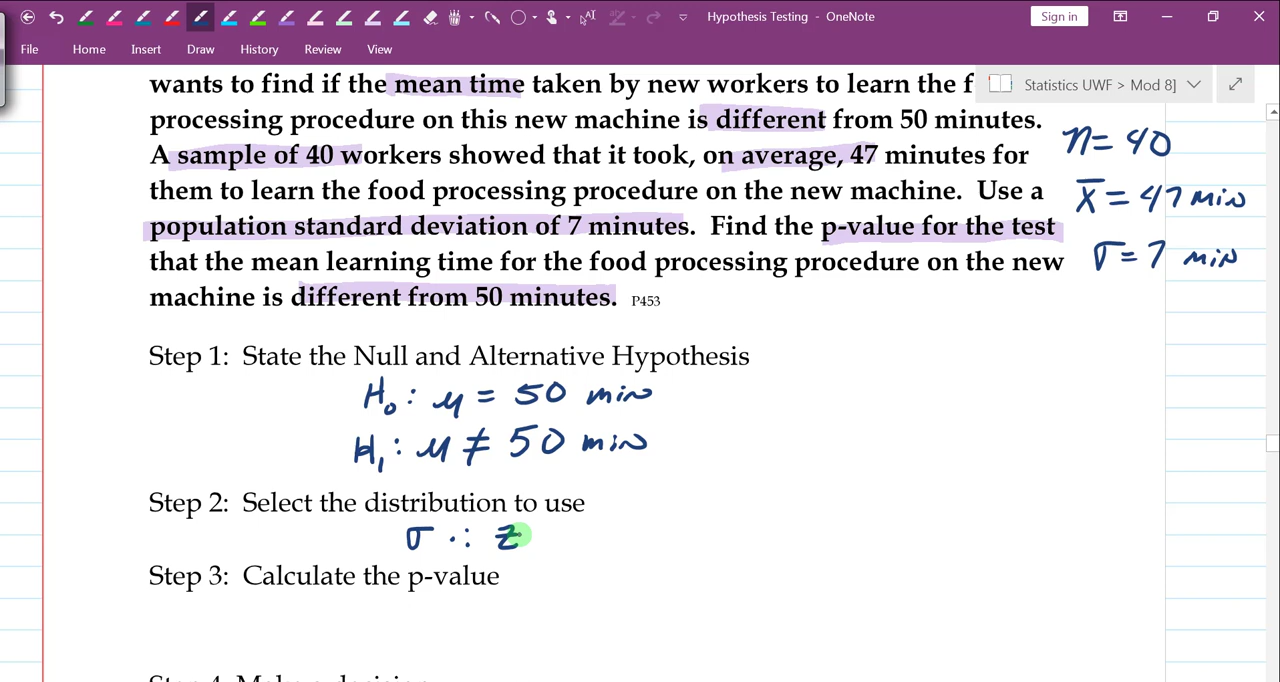 Hypothesis Testing - OneNote
Sign in
File Home Insert Draw History Review View
wants to find if the mean time taken by new workers to learn the f
Statistics UWF > Mod 8]
processing procedure on this new machine is different from 50 minutes.
n = 40
A sample of 40 workers showed that it took, on average, 47 minutes for
them to learn the food processing procedure on the new machine. Use a
x̅ = 47 min
population standard deviation of 7 minutes. Find the p-value for the test
that the mean learning time for the food processing procedure on the new
σ = 7 min
machine is different from 50 minutes. P453
Step 1: State the Null and Alternative Hypothesis
H₀ : μ = 50 min
H₁ : μ ≠ 50 min
Step 2: Select the distribution to use
σ ∴ z
Step 3: Calculate the p-value
Step 4: Make a decision